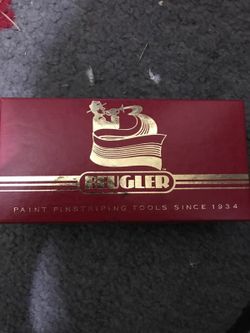 BEUGLER
PAINT PINSTRIPING TOOLS SINCE 1934